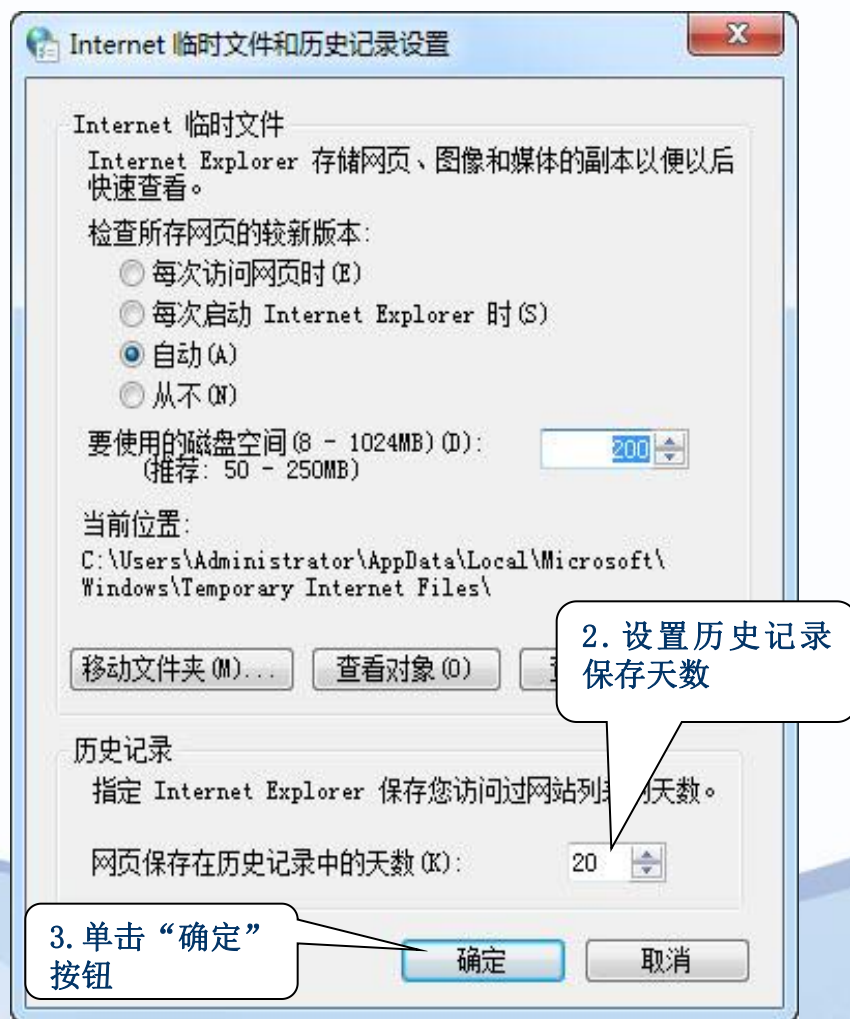 Internet 临时文件和历史记录设置
Internet 临时文件
Internet Explorer 存储网页、图像和媒体的副本以便以后
快速查看。
检查所存网页的较新版本:
每次访问网页时(E)
每次启动 Internet Explorer 时(S)
自动(A)
从不(N)
要使用的磁盘空间(8 - 1024MB)(D): 200
(推荐: 50 - 250MB)
当前位置:
C:\Users\Administrator\AppData\Local\Microsoft\
Windows\Temporary Internet Files\
2. 设置历史记录
保存天数
移动文件夹(M)... 查看对象(O)
历史记录
指定 Internet Explorer 保存您访问过网站列 天数。
网页保存在历史记录中的天数(K): 20
3.单击“确定”
按钮
确定 取消